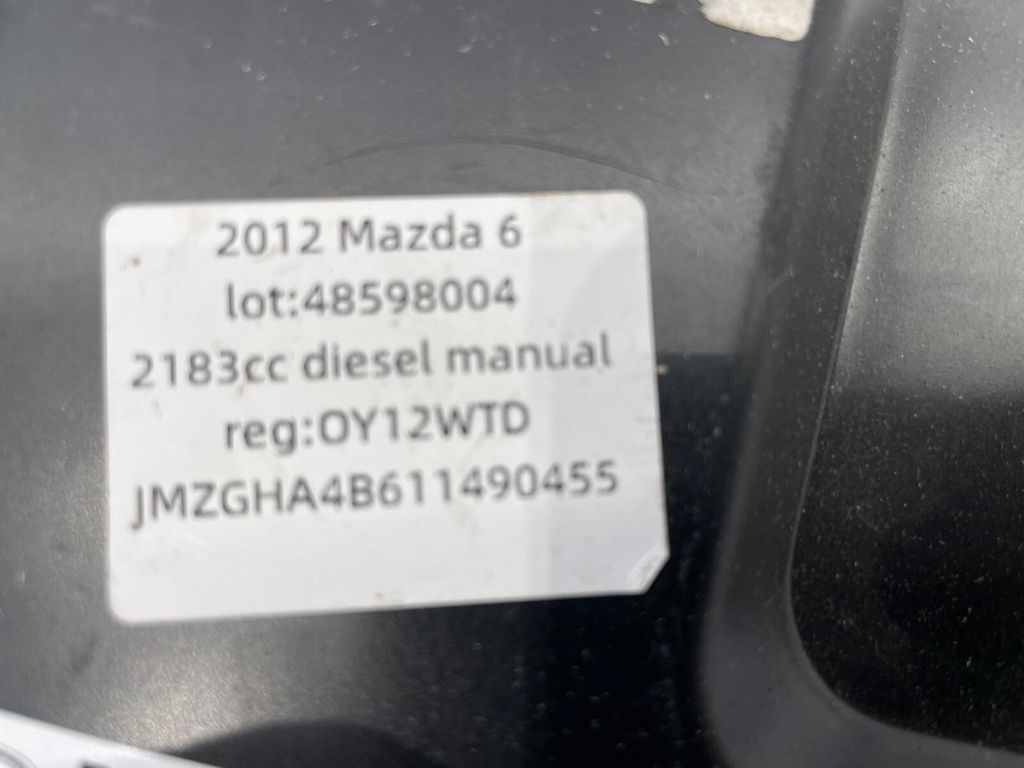 2012 Mazda 6
lot:48598004
2183cc diesel manual
reg:OY12WTD
JMZGHA4B611490455